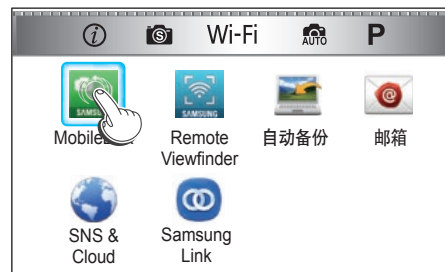 Wi-Fi
AUTO
P
SAMSUNG
SAMSUNG
Remote
Viewfinder
自动备份
邮箱
SNS &
Cloud
Samsung
Link